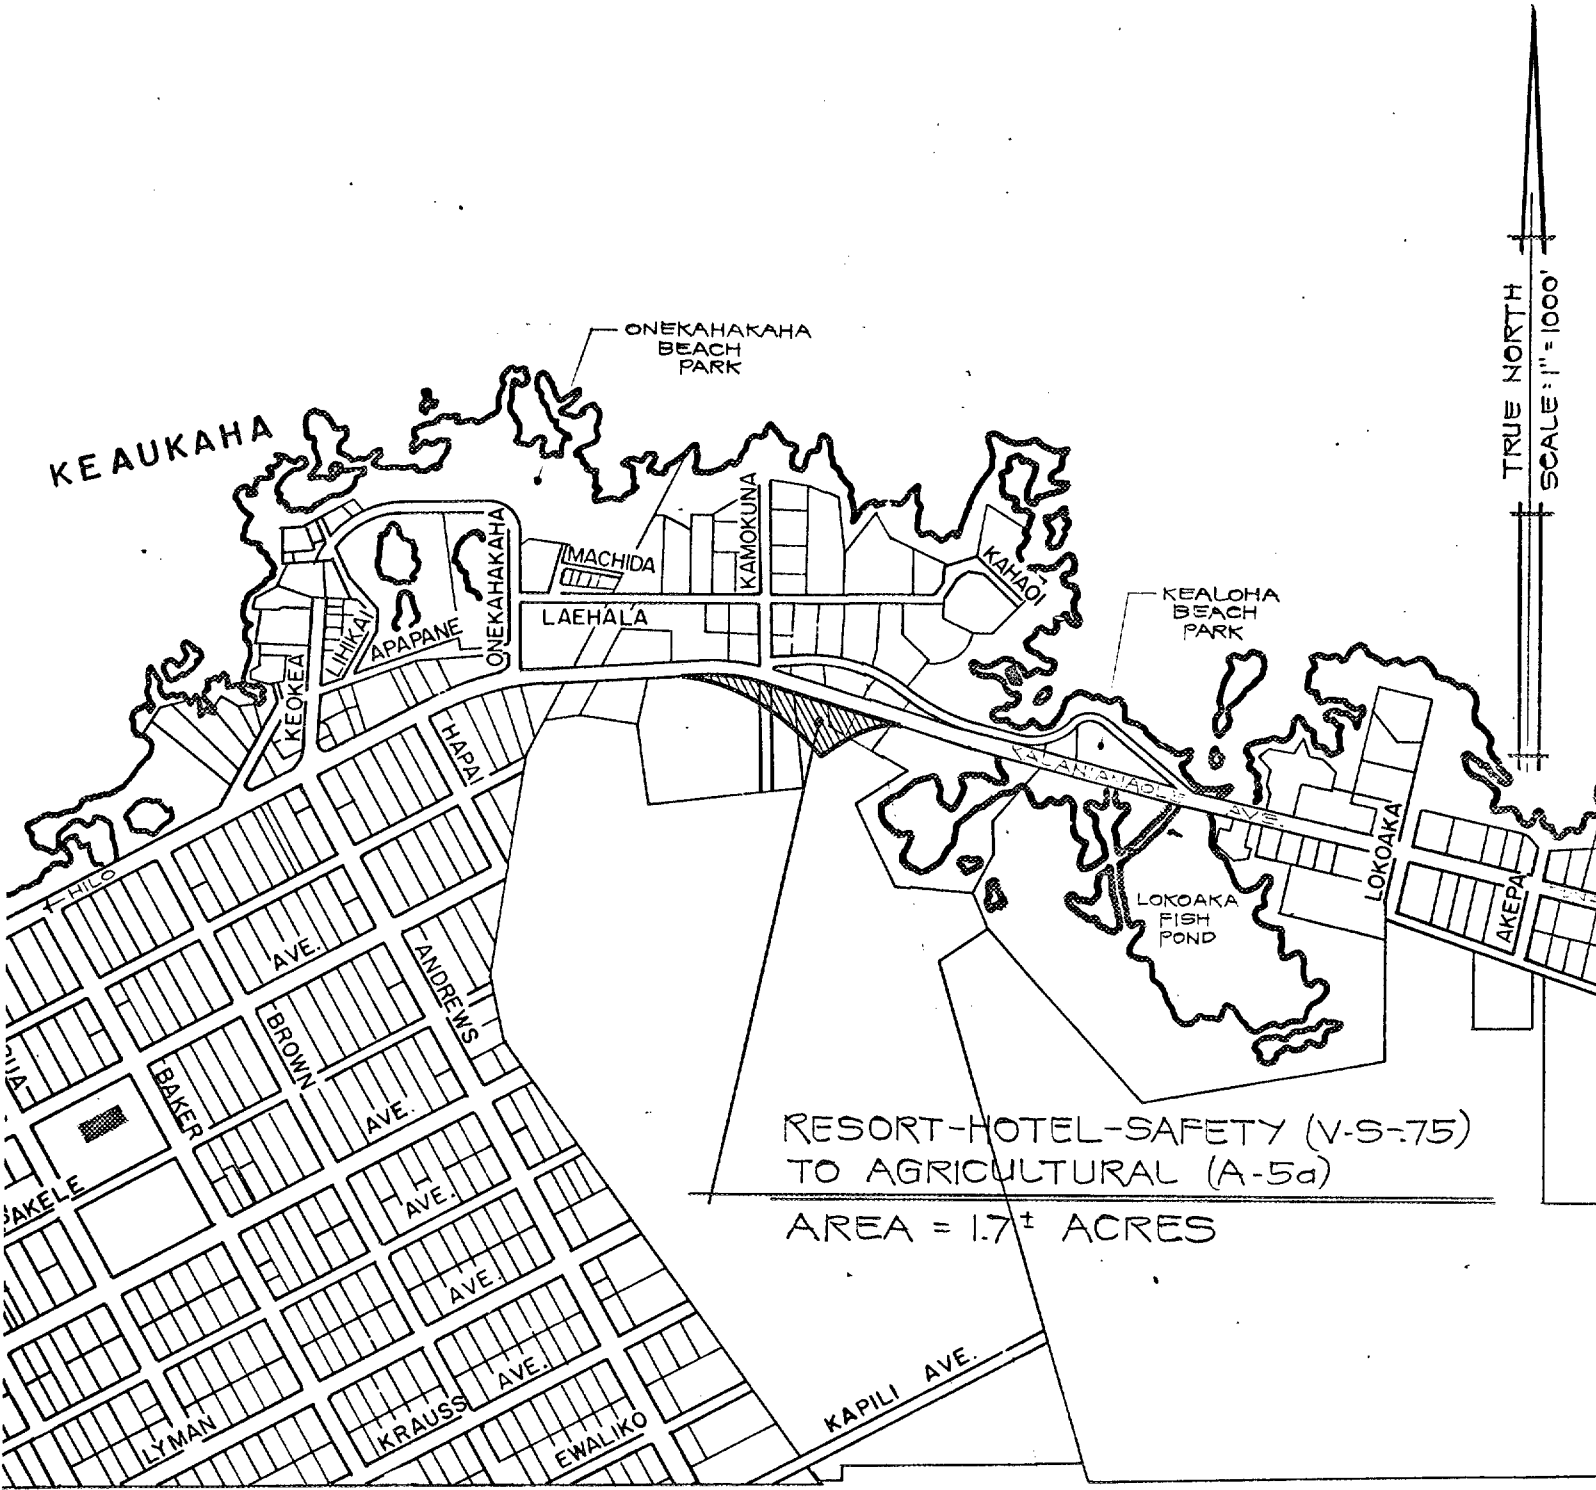 TRUE NORTH
SCALE: 1" = 1000'
ONEKAHAKAHA
BEACH
PARK
KEAUKAHA
ONEKAHAKAHA
KAMOKUNA
MACHIDA
KAHAOI
LAEHALA
LIHIKAI
APAPANE
KEOKEA
KEALOHA
BEACH
PARK
HAPAI
KALANIANAOLE AVE.
LOKOAKA
AKEPA
HILO
LOKOAKA
FISH
POND
AVE.
ANDREWS
BROWN
BAKER
AVE.
RESORT-HOTEL-SAFETY (V-S-.75)
TO AGRICULTURAL (A-5a)
AREA = 1.7± ACRES
AVE.
AVE.
AVE.
KAPILI AVE.
LYMAN
KRAUSS
EWALIKO